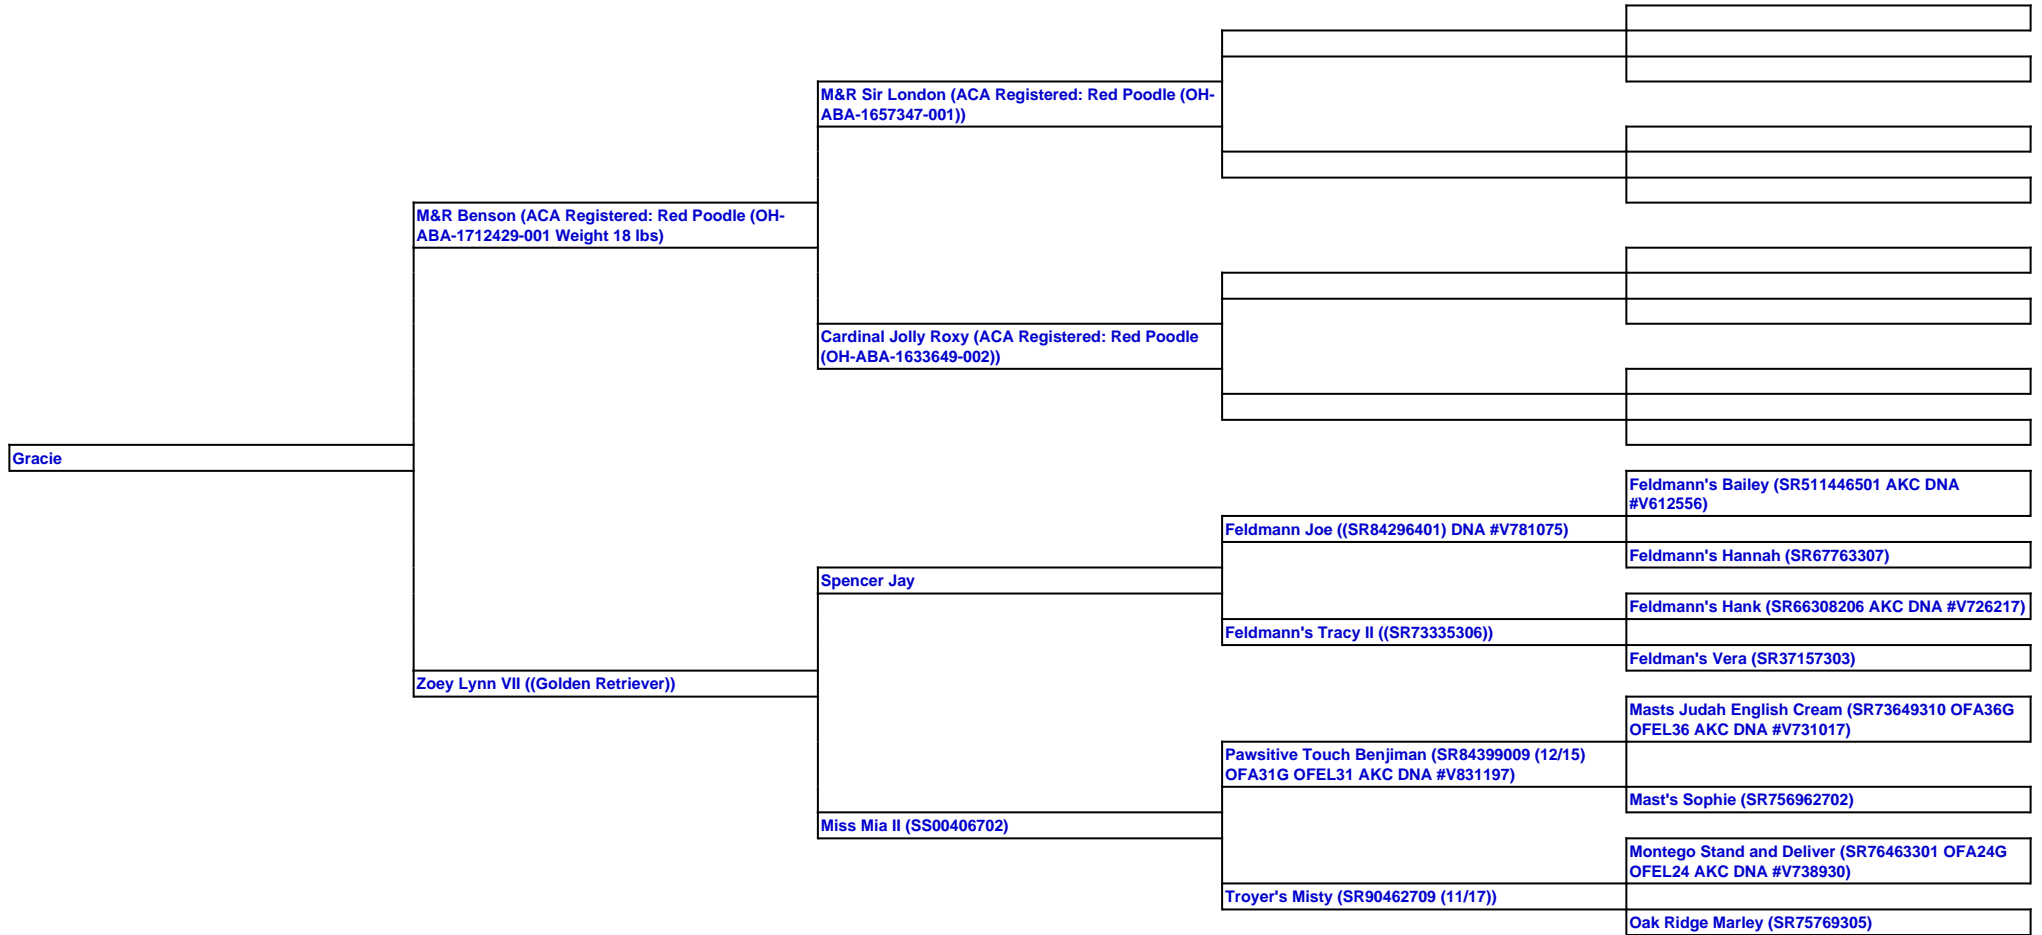 M&R Sir London (ACA Registered: Red Poodle (OH-
ABA-1657347-001))
M&R Benson (ACA Registered: Red Poodle (OH-
ABA-1712429-001 Weight 18 lbs)
Cardinal Jolly Roxy (ACA Registered: Red Poodle
(OH-ABA-1633649-002))
Gracie
Feldmann's Bailey (SR511446501 AKC DNA
#V612556)
Feldmann Joe ((SR84296401) DNA #V781075)
Feldmann's Hannah (SR67763307)
Spencer Jay
Feldmann's Hank (SR66308206 AKC DNA #V726217)
Feldmann's Tracy II ((SR73335306))
Feldman's Vera (SR37157303)
Zoey Lynn VII ((Golden Retriever))
Masts Judah English Cream (SR73649310 OFA36G
OFEL36 AKC DNA #V731017)
Pawsitive Touch Benjiman (SR84399009 (12/15)
OFA31G OFEL31 AKC DNA #V831197)
Mast's Sophie (SR756962702)
Miss Mia II (SS00406702)
Montego Stand and Deliver (SR76463301 OFA24G
OFEL24 AKC DNA #V738930)
Troyer's Misty (SR90462709 (11/17))
Oak Ridge Marley (SR75769305)